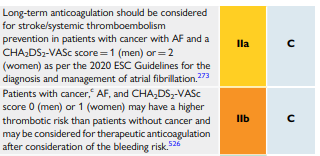 Long-term anticoagulation should be considered
for stroke/systemic thromboembolism
prevention in patients with cancer with AF and a
CHA₂DS₂-VASc score = 1 (men) or = 2
(women) as per the 2020 ESC Guidelines for the
diagnosis and management of atrial fibrillation.²⁷³
IIa
C
Patients with cancer,ᶜ AF, and CHA₂DS₂-VASc
score 0 (men) or 1 (women) may have a higher
thrombotic risk than patients without cancer and
may be considered for therapeutic anticoagulation
after consideration of the bleeding risk.⁵²⁶
IIb
C